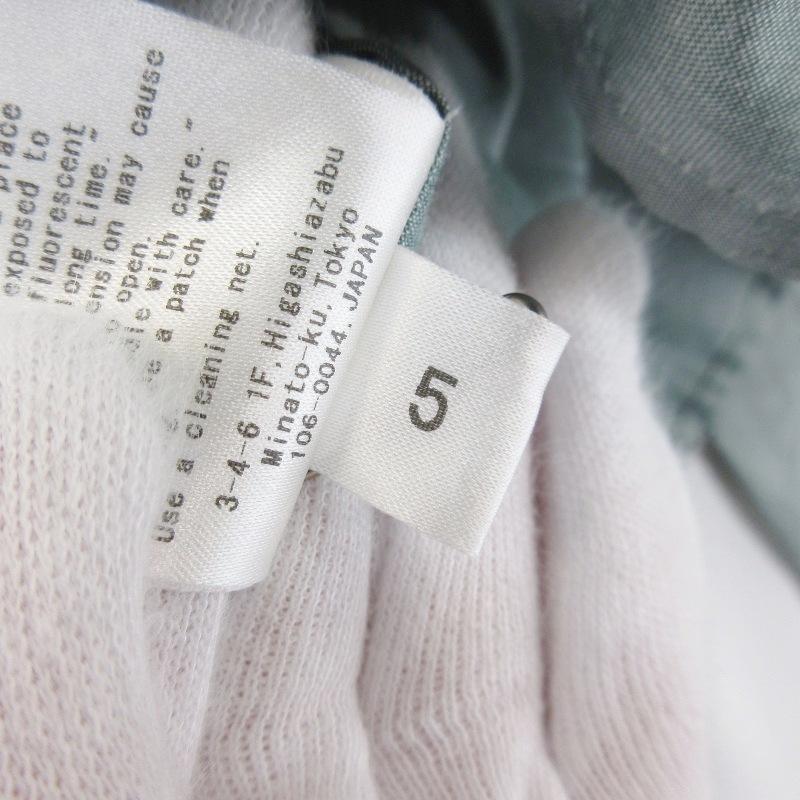 place
exposed to
fluorescent
long time."
ension may cause
open.
with care. "
a patch when
Use a cleaning net.
3-4-6 1F, Higashiazabu
Minato-ku, Tokyo
106-0044. JAPAN
5